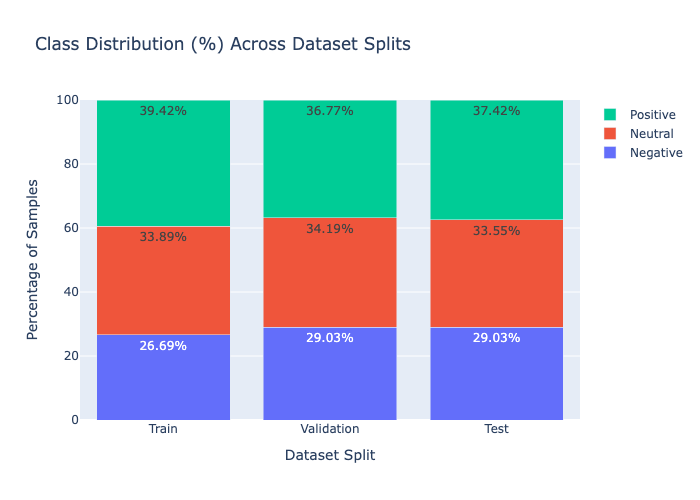 Class Distribution (%) Across Dataset Splits
Percentage of Samples
100
80
60
40
20
0
39.42%
36.77%
37.42%
33.89%
34.19%
33.55%
26.69%
29.03%
29.03%
Train
Validation
Test
Dataset Split
Positive
Neutral
Negative